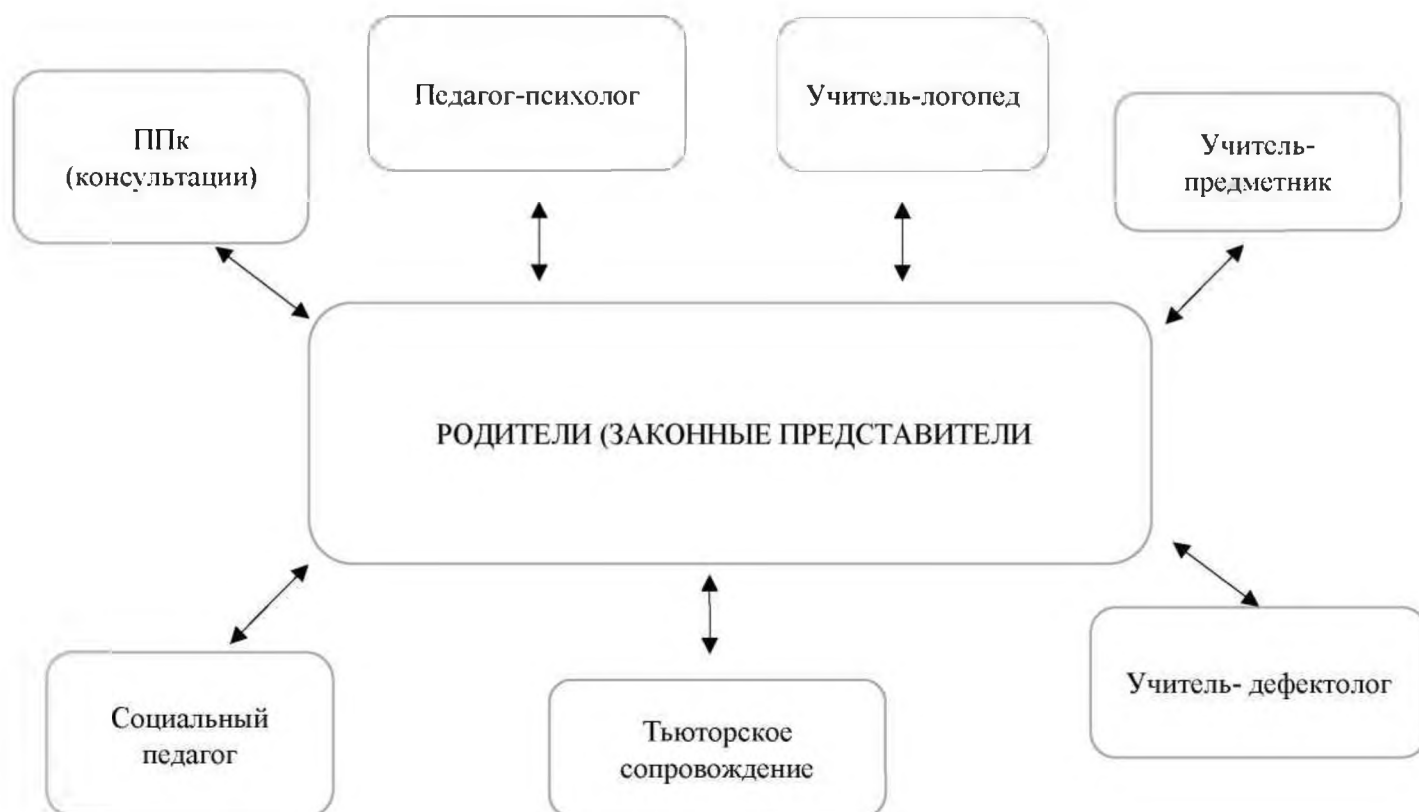 Педагог-психолог
Учитель-логопед
ППк
(консультации)
Учитель-
предметник
РОДИТЕЛИ (ЗАКОННЫЕ ПРЕДСТАВИТЕЛИ
Учитель- дефектолог
Социальный
педагог
Тьюторское
сопровождение